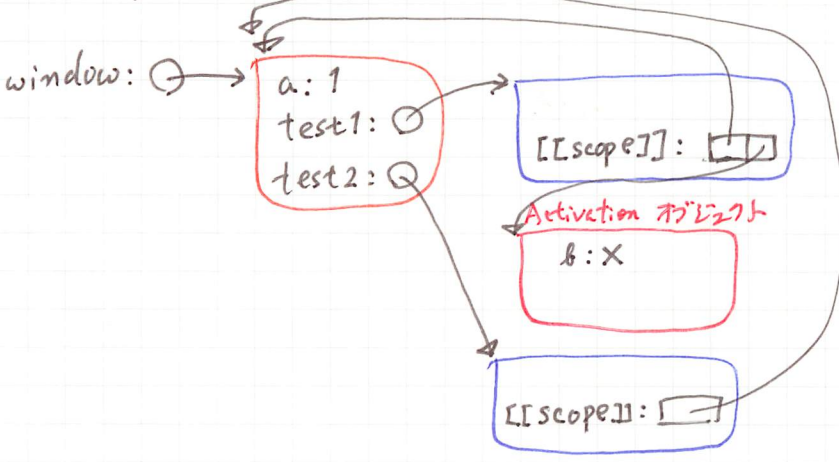 window:
a: 1
test1:
test2:
[[scope]]:
Activation オブジェクト
b: X
[[scope]]: